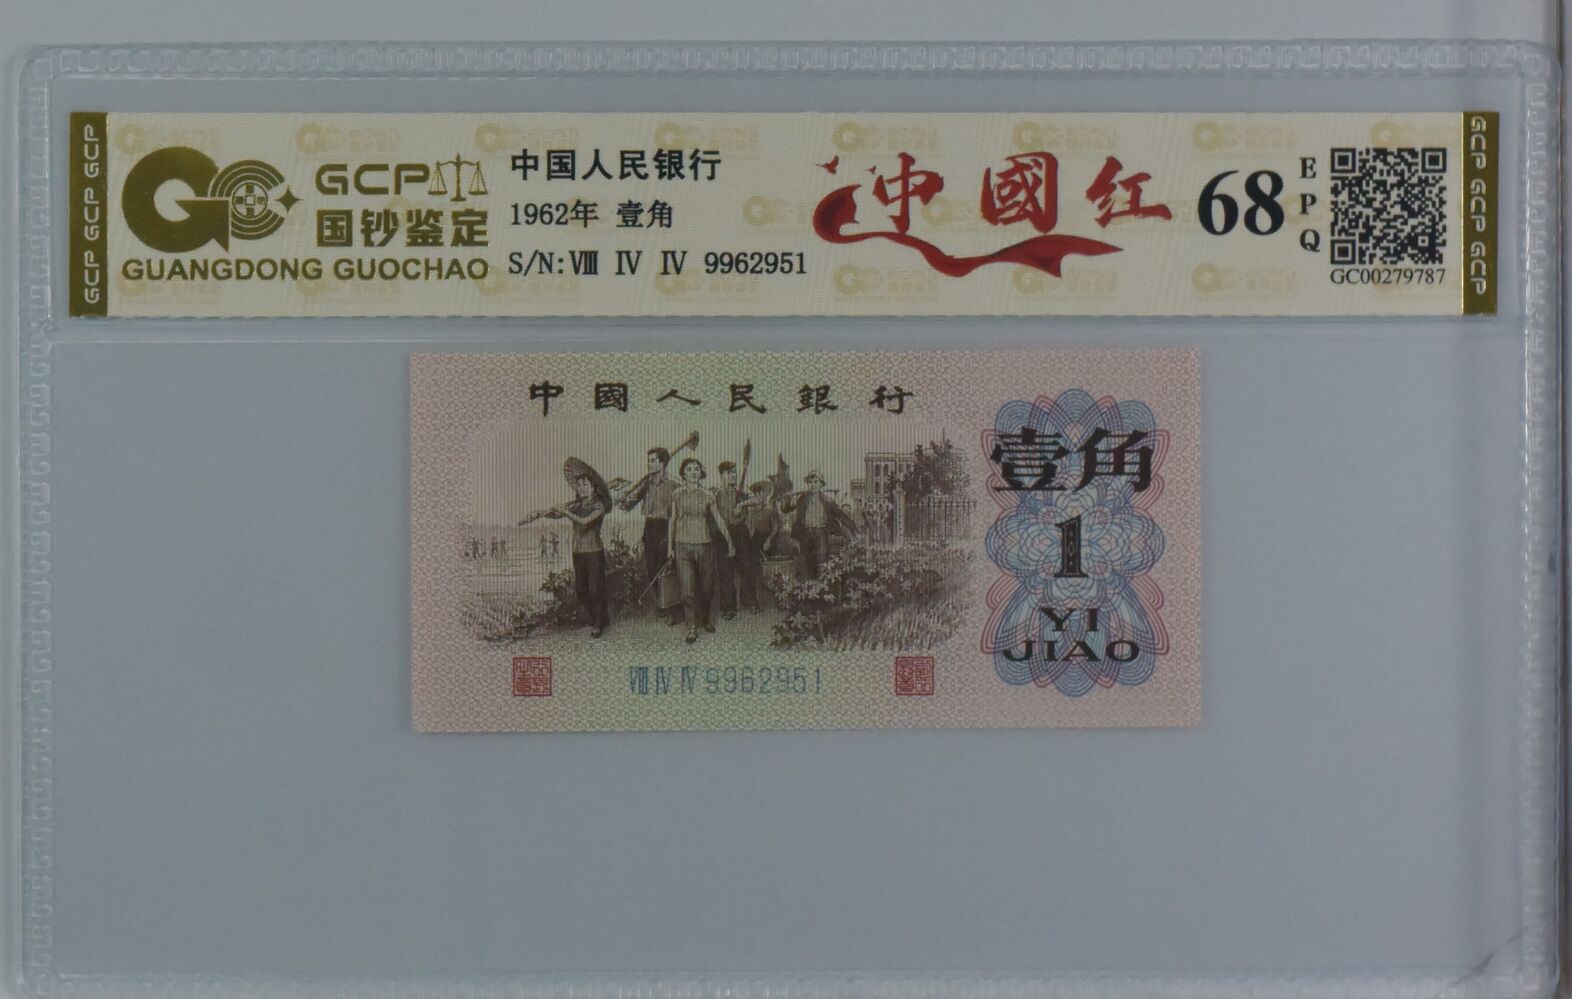 GCP
国钞鉴定
GUANGDONG GUOCHAO
中国人民银行
1962年 壹角
S/N:Ⅷ Ⅳ Ⅳ 9962951
中國红
68
EPQ
GC00279787
GCP GCP GCP
GCP GCP GCP
中國人民銀行
壹角
1
YI
JIAO
Ⅷ Ⅳ Ⅳ 9962951